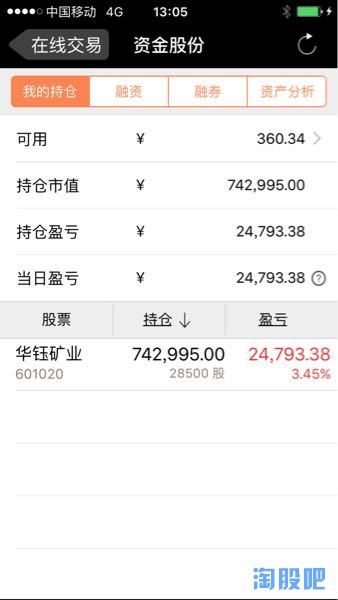 中国移动 4G 13:05
在线交易 资金股份
我的持仓 融资 融券 资产分析
可用 ¥ 360.34
持仓市值 ¥ 742,995.00
持仓盈亏 ¥ 24,793.38
当日盈亏 ¥ 24,793.38 ?
股票 持仓↓ 盈亏
华钰矿业 742,995.00 24,793.38
601020 28500 股 3.45%
淘股吧